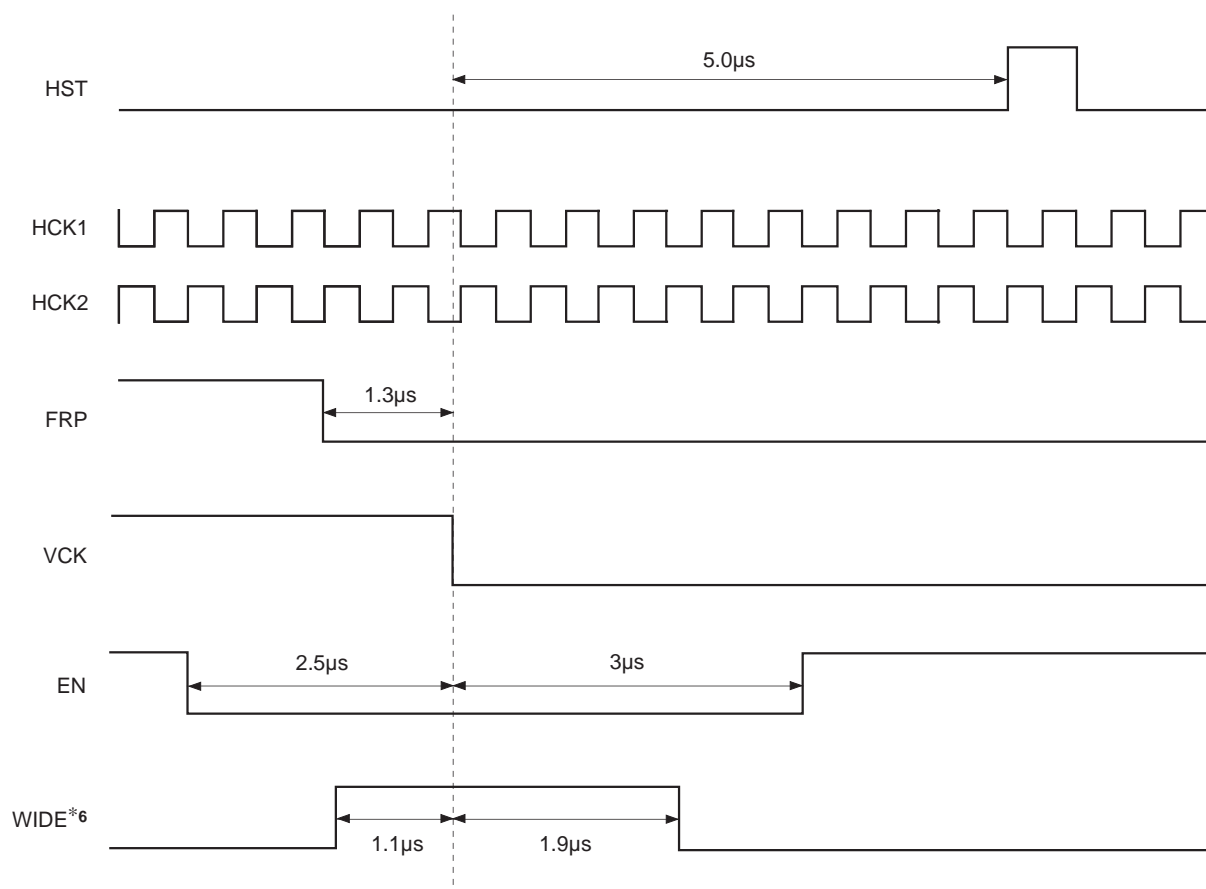 5.0µs
HST
HCK1
HCK2
1.3µs
FRP
VCK
2.5µs 3µs
EN
WIDE*6
1.1µs 1.9µs